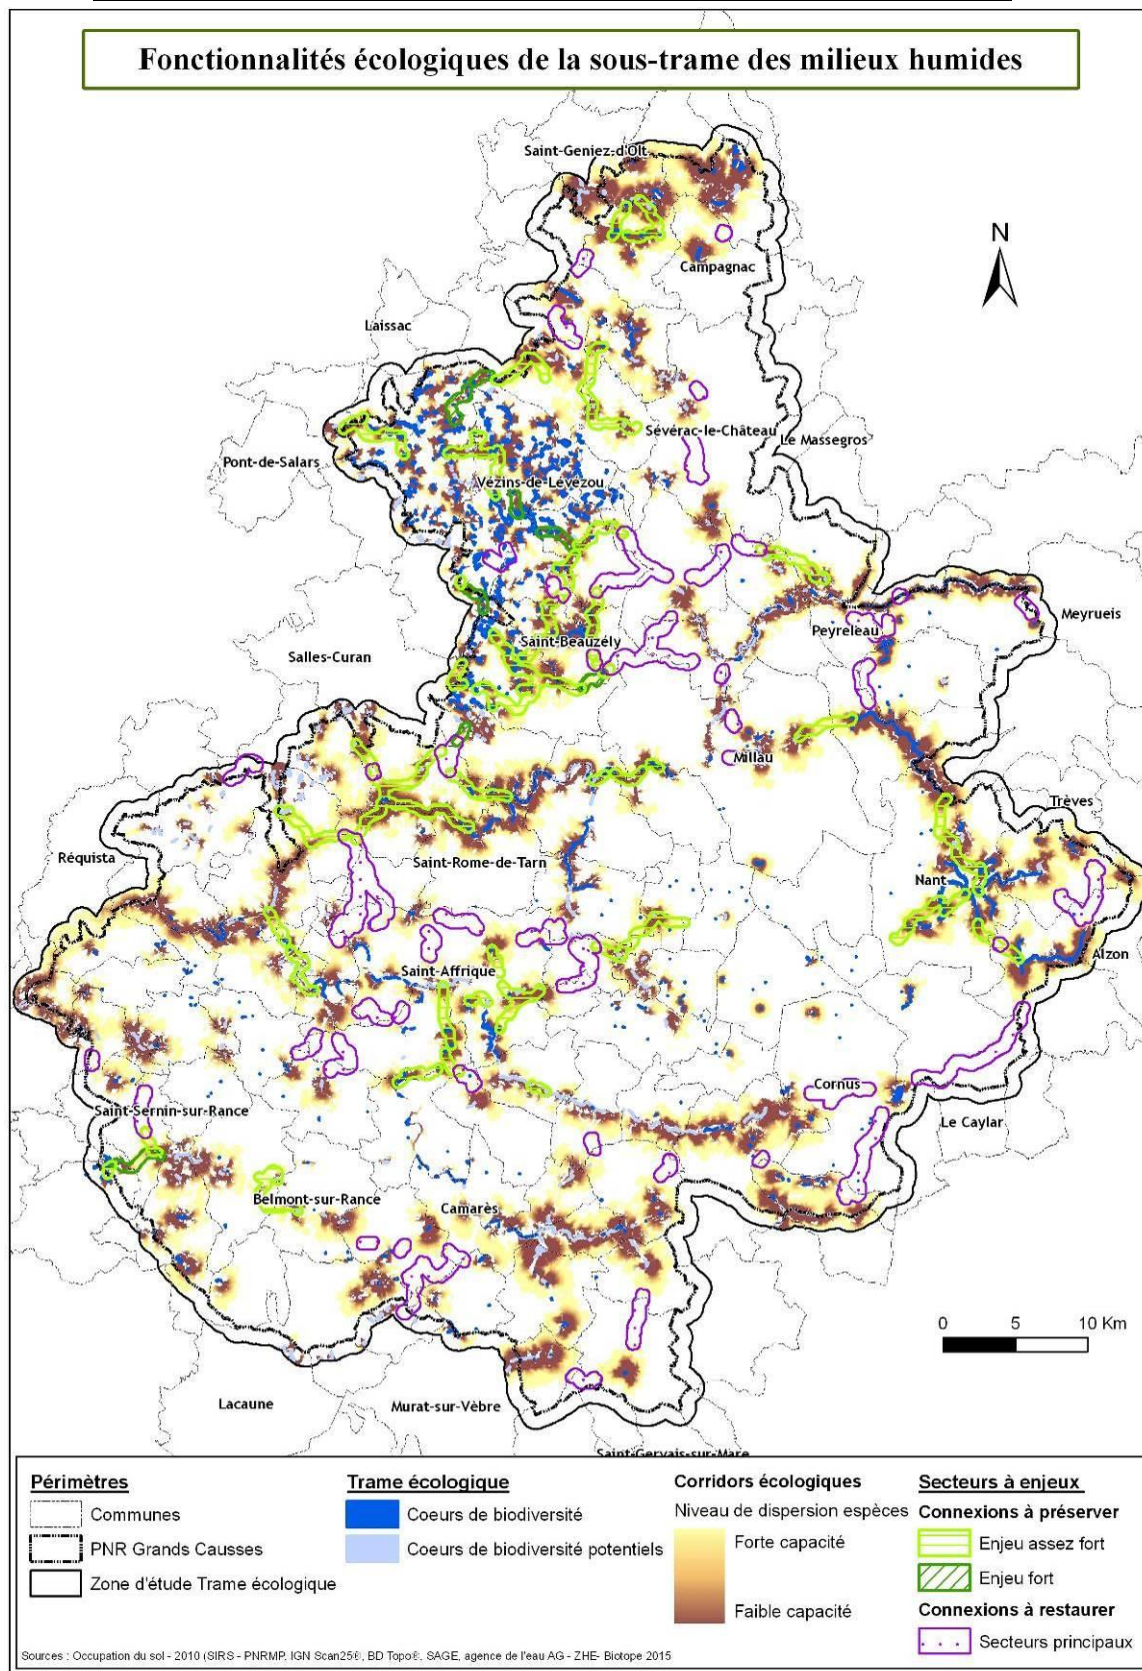 Fonctionnalités écologiques de la sous-trame des milieux humides
Saint-Geniez-d'Olt
N
Campagnac
Laissac
Sévérac-le-Château
Le Massegros
Pont-de-Salars
Vézins-de-Lévézou
Meyrueis
Peyreleau
Saint-Beauzély
Salles-Curan
Millau
Trèves
Réquista
Saint-Rome-de-Tarn
Nant
Alzon
Saint-Affrique
Cornus
Saint-Sernin-sur-Rance
Le Caylar
Belmont-sur-Rance
Camarès
0 5 10 Km
Lacaune
Murat-sur-Vèbre
Saint-Gervais-sur-Mare
Périmètres
Communes
PNR Grands Causses
Zone d'étude Trame écologique
Trame écologique
Coeurs de biodiversité
Coeurs de biodiversité potentiels
Corridors écologiques
Niveau de dispersion espèces
Forte capacité
Faible capacité
Secteurs à enjeux
Connexions à préserver
Enjeu assez fort
Enjeu fort
Connexions à restaurer
Secteurs principaux
Sources : Occupation du sol - 2010 (SIRS - PNRMP, IGN Scan25®, BD Topo®, SAGE, agence de l'eau AG - ZHE- Biotope 2015